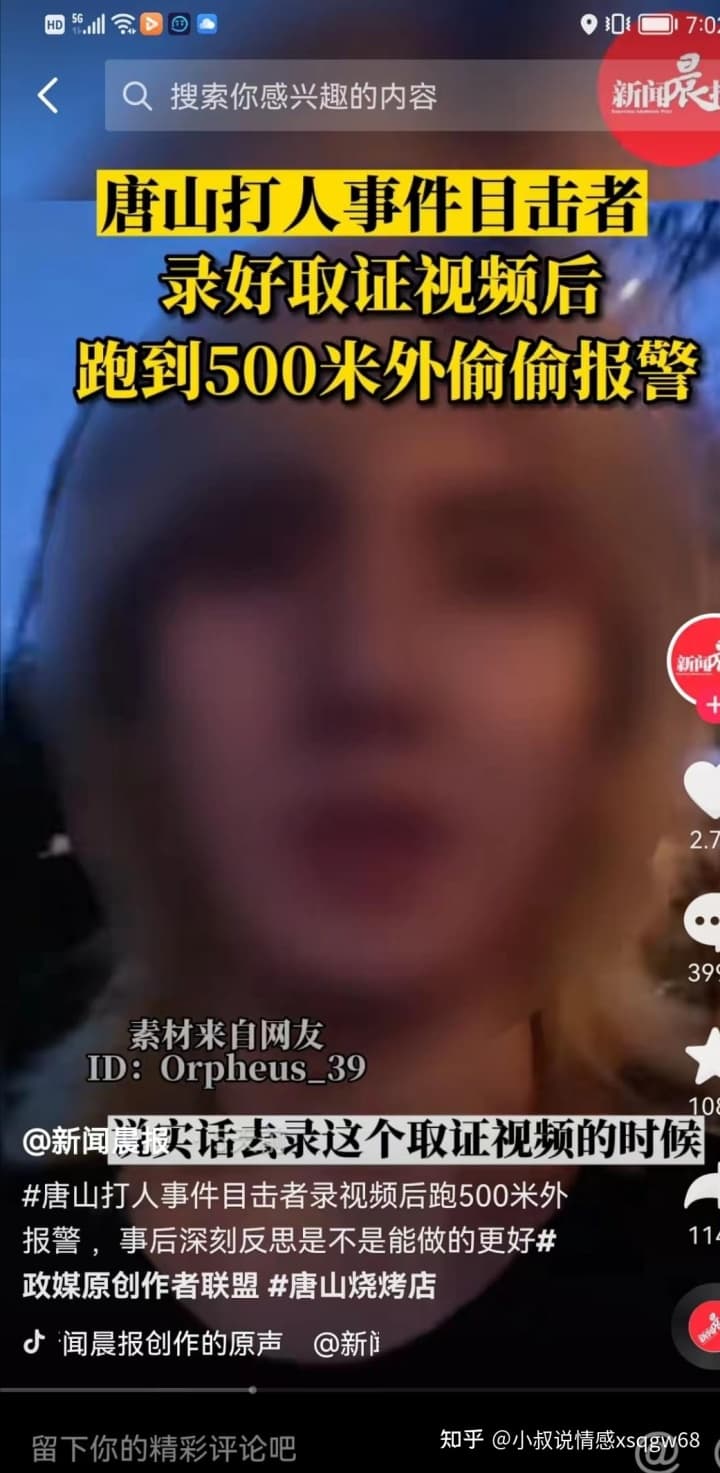 HD 5G 7:02
搜索你感兴趣的内容
新闻晨报
唐山打人事件目击者
录好取证视频后
跑到500米外偷偷报警
新闻晨
2.7
399
108
素材来自网友
ID：Orpheus_39
说实话去录这个取证视频的时候
@新闻晨报
#唐山打人事件目击者录视频后跑500米外
报警，事后深刻反思是不是能做的更好#
政媒原创作者联盟 #唐山烧烤店
114
闻晨报创作的原声 @新闻
留下你的精彩评论吧
知乎 @小叔说情感xsqgw68